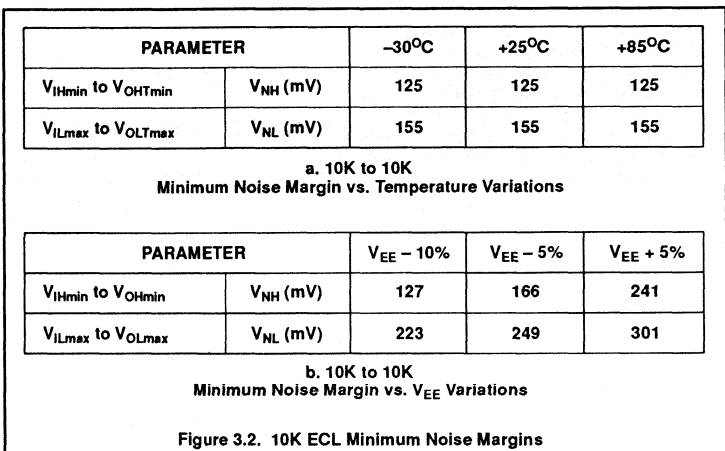 PARAMETER –30°C +25°C +85°C
VIHmin to VOHTmin VNH (mV) 125 125 125
VILmax to VOLTmax VNL (mV) 155 155 155
a. 10K to 10K
Minimum Noise Margin vs. Temperature Variations
PARAMETER VEE – 10% VEE – 5% VEE + 5%
VIHmin to VOHmin VNH (mV) 127 166 241
VILmax to VOLmax VNL (mV) 223 249 301
b. 10K to 10K
Minimum Noise Margin vs. VEE Variations
Figure 3.2. 10K ECL Minimum Noise Margins